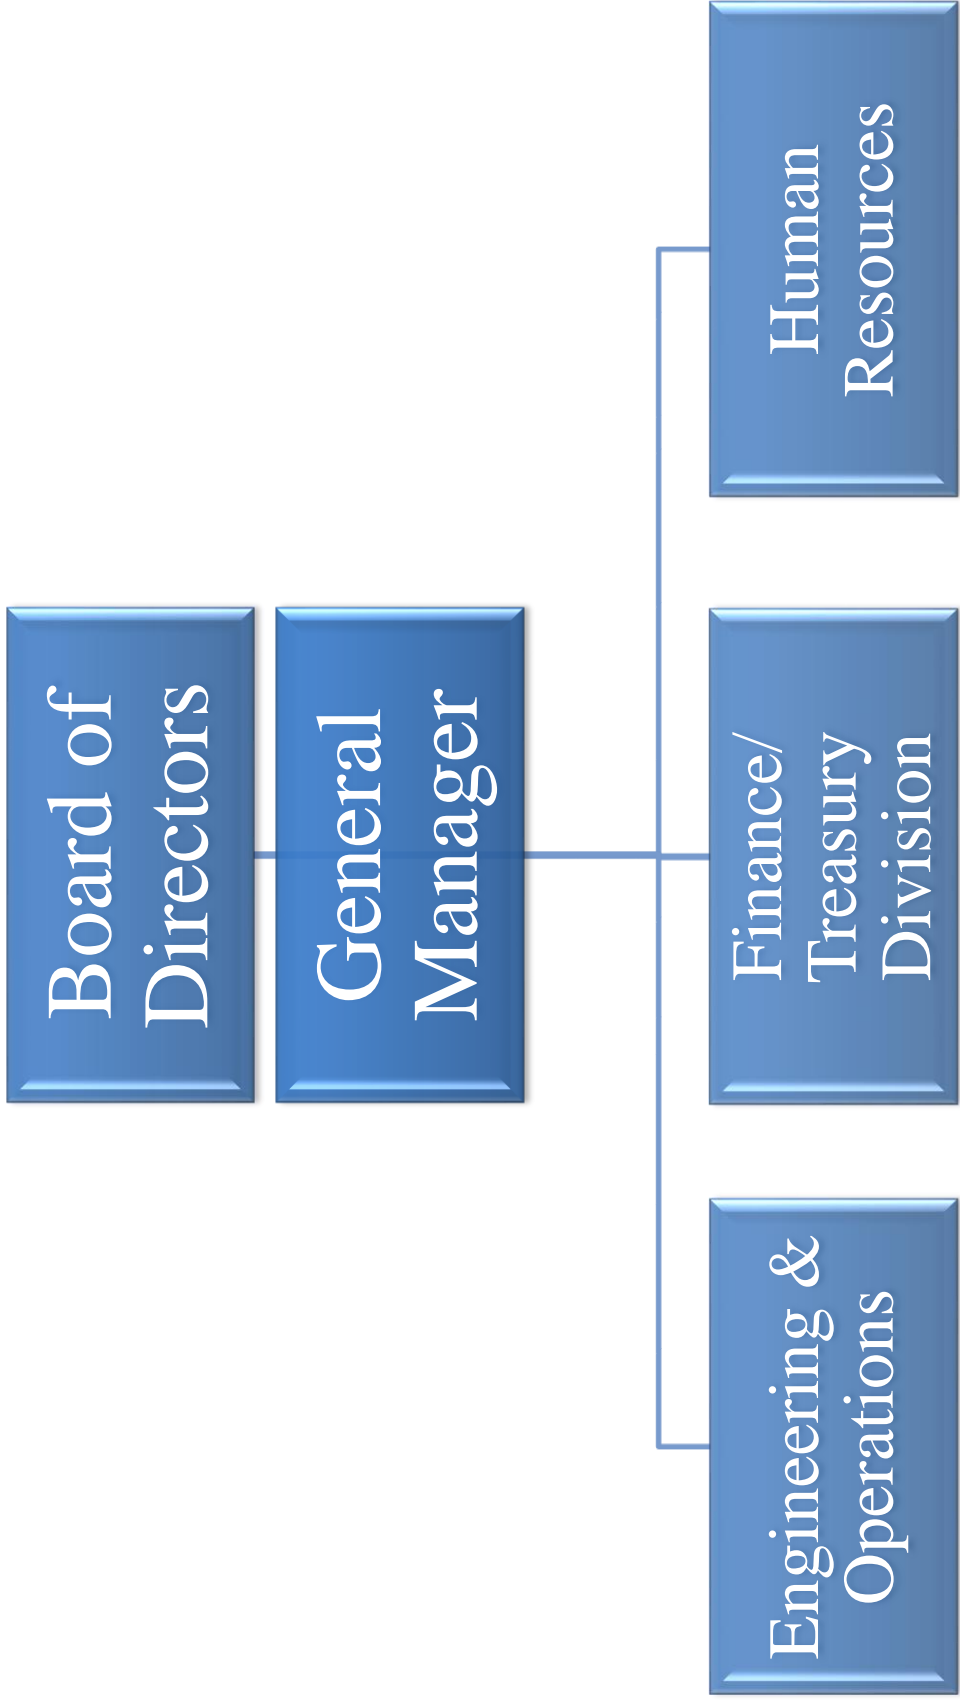 Board of
Directors
General
Manager
Engineering &
Operations
Finance/
Treasury
Division
Human
Resources